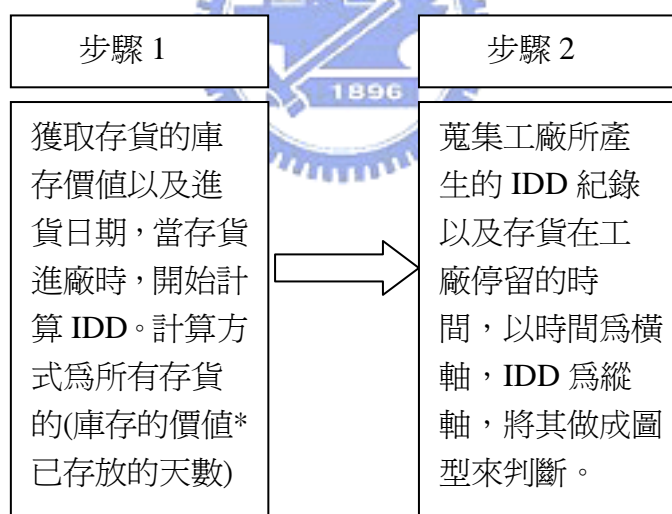 步驟 1
獲取存貨的庫
存價值以及進
貨日期，當存貨
進廠時，開始計
算 IDD。計算方
式為所有存貨
的(庫存的價值*
已存放的天數)
步驟 2
蒐集工廠所產
生的 IDD 紀錄
以及存貨在工
廠停留的時
間，以時間為橫
軸，IDD 為縱
軸，將其做成圖
型來判斷。
1896